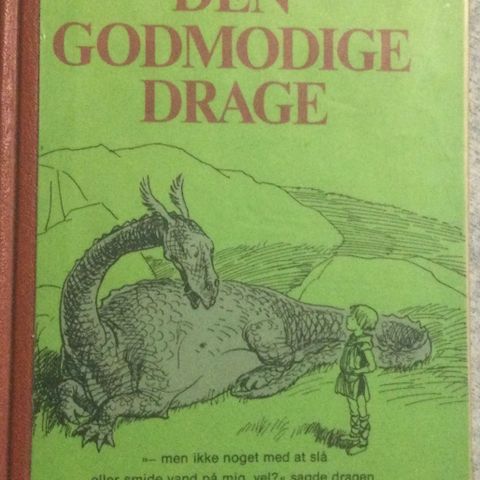 DEN
GODMODIGE
DRAGE
»– men ikke noget med at slå
eller smide vand på mig, vel?« sagde dragen